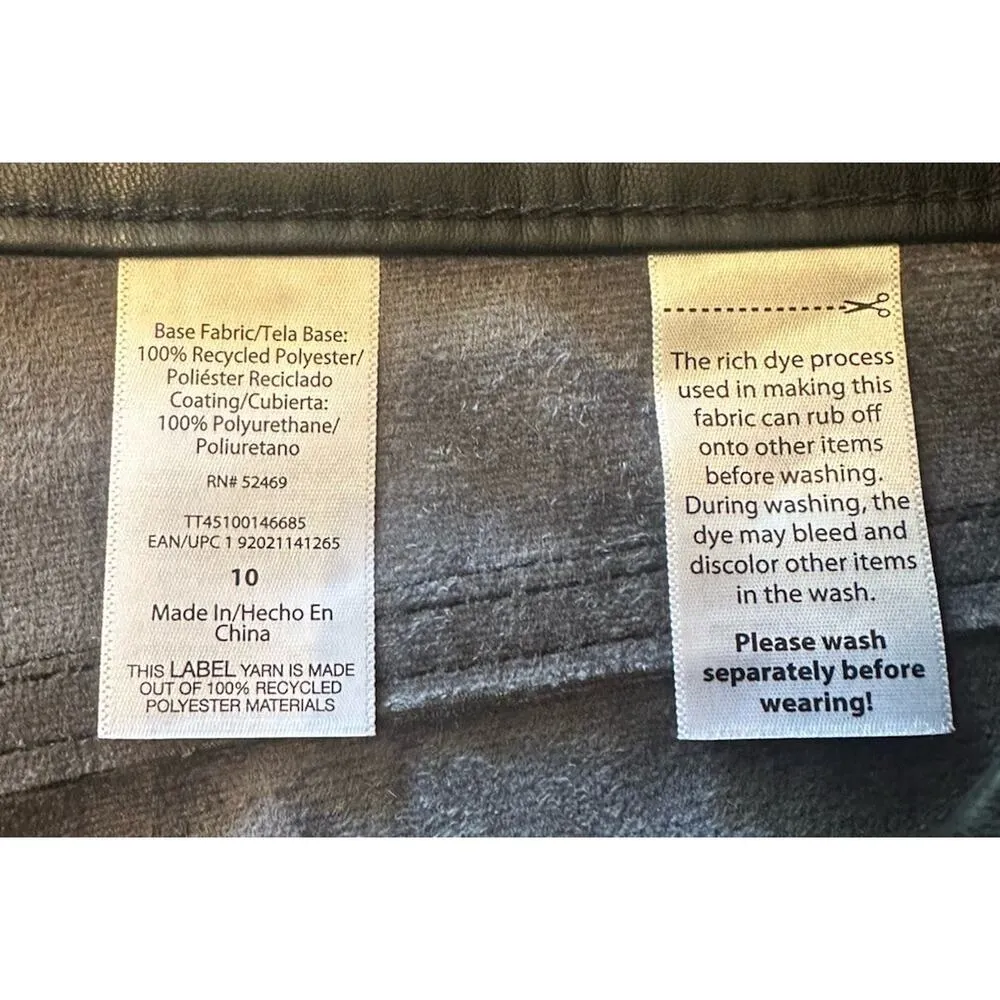 Base Fabric/Tela Base:
100% Recycled Polyester/
Poliéster Reciclado
Coating/Cubierta:
100% Polyurethane/
Poliuretano
RN# 52469
TT45100146685
EAN/UPC 1 92021141265
10
Made In/Hecho En
China
THIS LABEL YARN IS MADE
OUT OF 100% RECYCLED
POLYESTER MATERIALS
The rich dye process
used in making this
fabric can rub off
onto other items
before washing.
During washing, the
dye may bleed and
discolor other items
in the wash.
Please wash
separately before
wearing!